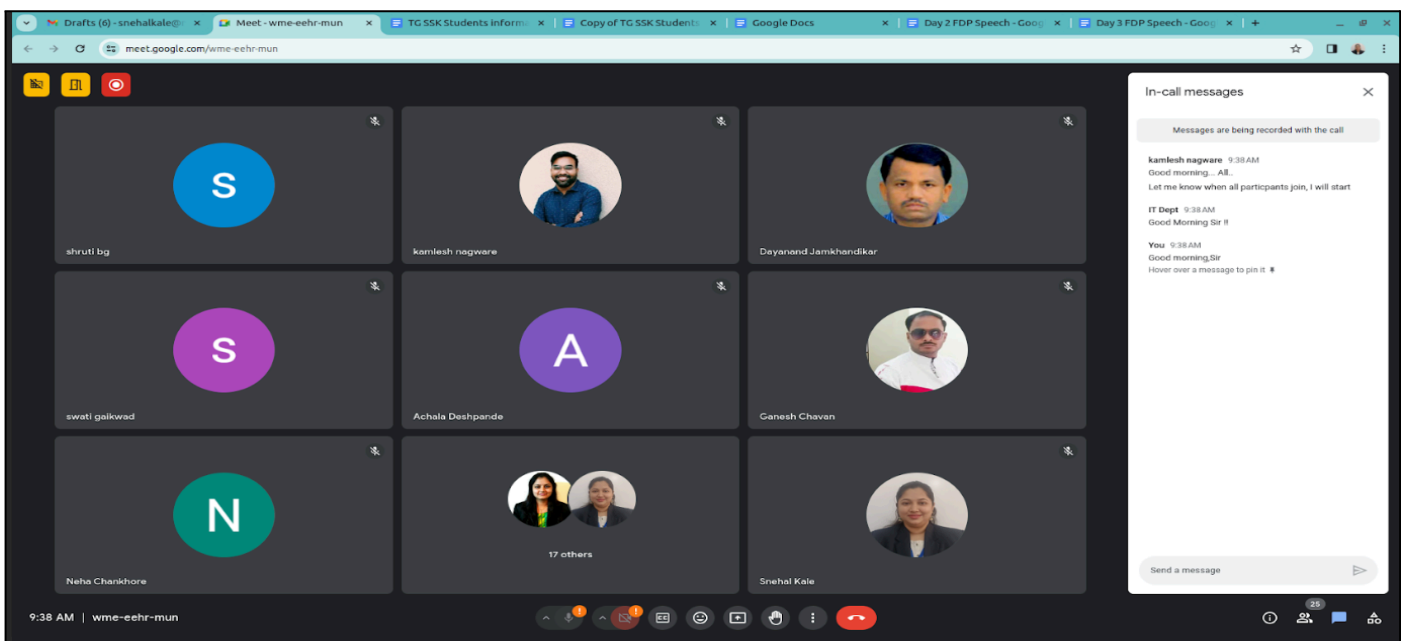 Drafts (6) - snehalkale@
Meet - wme-eehr-mun
TG SSK Students inform
Copy of TG SSK Students
Google Docs
Day 2 FDP Speech - Goog
Day 3 FDP Speech - Goog
meet.google.com/wme-eehr-mun
S
shruti bg
kamlesh nagware
Dayanand Jamkhandikar
S
swati gaikwad
A
Achala Deshpande
Ganesh Chavan
N
Neha Chankhore
17 others
Snehal Kale
In-call messages
Messages are being recorded with the call
kamlesh nagware 9:38 AM
Good morning... All..
Let me know when all particpants join, I will start
IT Dept 9:38 AM
Good Morning Sir !!
You 9:38 AM
Good morning,Sir
Hover over a message to pin it
Send a message
9:38 AM | wme-eehr-mun
CC
25